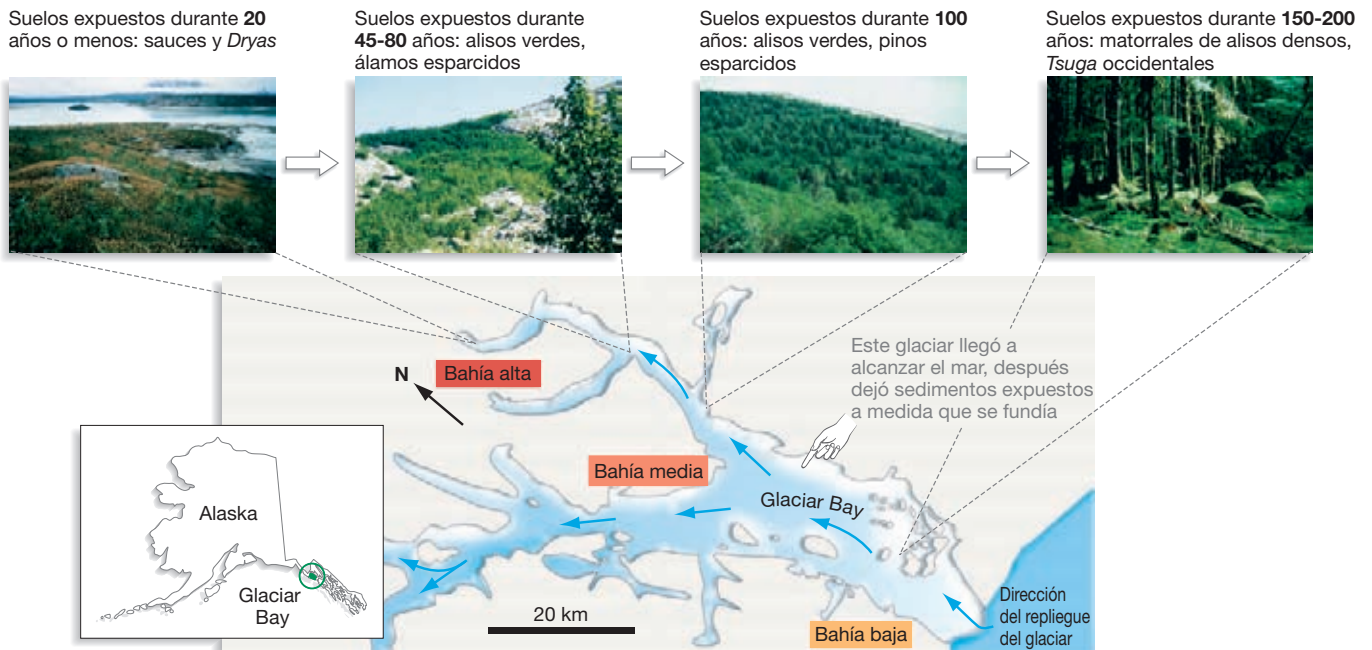 Suelos expuestos durante 20
años o menos: sauces y Dryas
Suelos expuestos durante
45-80 años: alisos verdes,
álamos esparcidos
Suelos expuestos durante 100
años: alisos verdes, pinos
esparcidos
Suelos expuestos durante 150-200
años: matorrales de alisos densos,
Tsuga occidentales
Este glaciar llegó a
alcanzar el mar, después
dejó sedimentos expuestos
a medida que se fundía
N
Bahía alta
Bahía media
Glaciar Bay
Alaska
Glaciar
Bay
20 km
Bahía baja
Dirección
del repliegue
del glaciar